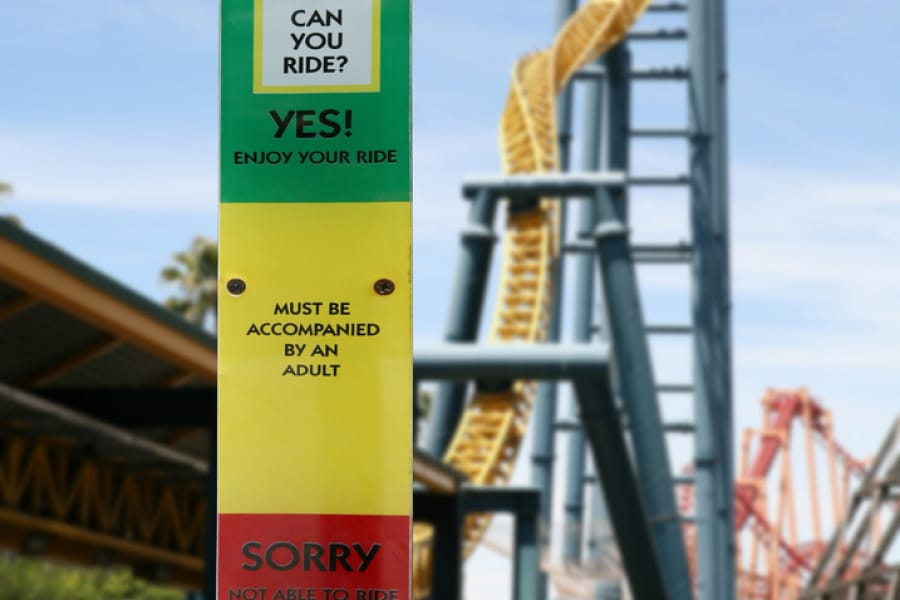 CAN
YOU
RIDE?
YES!
ENJOY YOUR RIDE
MUST BE
ACCOMPANIED
BY AN
ADULT
SORRY
NOT ABLE TO RIDE